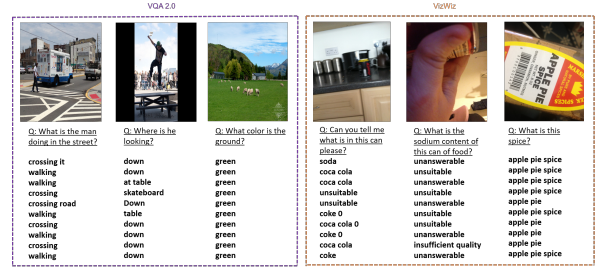 VQA 2.0
VizWiz
APPLE PIE
SPICE
Q: What is the man
doing in the street?
crossing it
walking
walking
crossing
crossing road
walking
walking
walking
crossing
walking
Q: Where is he
looking?
down
down
at table
skateboard
Down
table
down
down
down
down
Q: What color is the
ground?
green
green
green
green
green
green
green
green
green
green
Q: Can you tell me
what is in this can
please?
soda
coca cola
coca cola
unsuitable
unsuitable
coke 0
coca cola 0
coke 0
coca cola
coke
Q: What is the
sodium content of
this can of food?
unanswerable
unsuitable
unsuitable
unsuitable
unanswerable
unsuitable
unsuitable
unanswerable
insufficient quality
unanswerable
Q: What is this
spice?
apple pie spice
apple pie spice
apple pie spice
apple pie spice
apple pie
apple pie spice
apple pie
apple pie
apple pie
apple pie spice